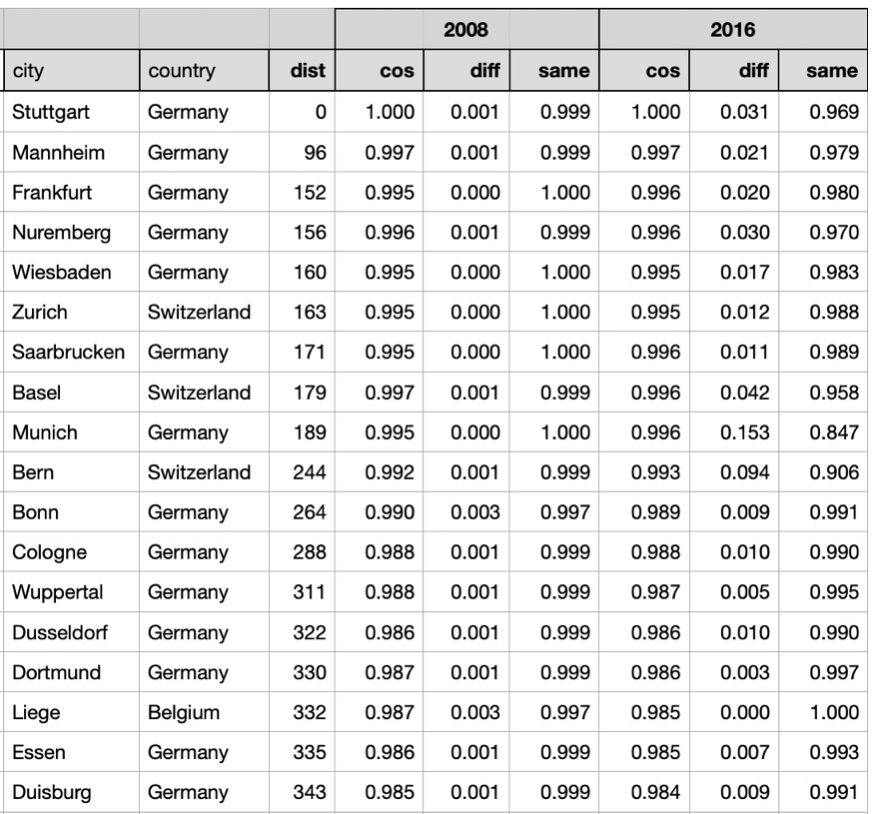 2008 2016
city country dist cos diff same cos diff same
Stuttgart Germany 0 1.000 0.001 0.999 1.000 0.031 0.969
Mannheim Germany 96 0.997 0.001 0.999 0.997 0.021 0.979
Frankfurt Germany 152 0.995 0.000 1.000 0.996 0.020 0.980
Nuremberg Germany 156 0.996 0.001 0.999 0.996 0.030 0.970
Wiesbaden Germany 160 0.995 0.000 1.000 0.995 0.017 0.983
Zurich Switzerland 163 0.995 0.000 1.000 0.995 0.012 0.988
Saarbrucken Germany 171 0.995 0.000 1.000 0.996 0.011 0.989
Basel Switzerland 179 0.997 0.001 0.999 0.996 0.042 0.958
Munich Germany 189 0.995 0.000 1.000 0.996 0.153 0.847
Bern Switzerland 244 0.992 0.001 0.999 0.993 0.094 0.906
Bonn Germany 264 0.990 0.003 0.997 0.989 0.009 0.991
Cologne Germany 288 0.988 0.001 0.999 0.988 0.010 0.990
Wuppertal Germany 311 0.988 0.001 0.999 0.987 0.005 0.995
Dusseldorf Germany 322 0.986 0.001 0.999 0.986 0.010 0.990
Dortmund Germany 330 0.987 0.001 0.999 0.986 0.003 0.997
Liege Belgium 332 0.987 0.003 0.997 0.985 0.000 1.000
Essen Germany 335 0.986 0.001 0.999 0.985 0.007 0.993
Duisburg Germany 343 0.985 0.001 0.999 0.984 0.009 0.991